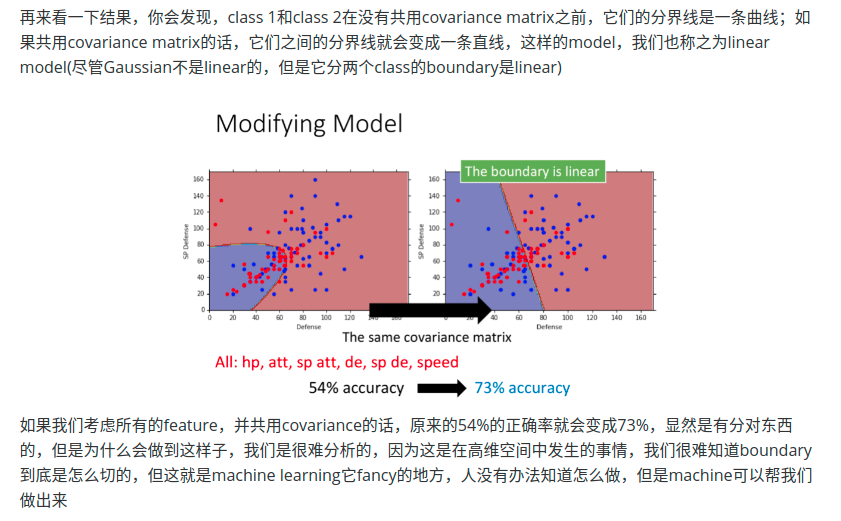 再来看一下结果，你会发现，class 1和class 2在没有共用covariance matrix之前，它们的分界线是一条曲线；如
果共用covariance matrix的话，它们之间的分界线就会变成一条直线，这样的model，我们也称之为linear
model(尽管Gaussian不是linear的，但是它分两个class的boundary是linear)
Modifying Model
The boundary is linear
160
140
120
100
80
60
40
20
0
SP Defense
0 20 40 60 80 100 120 140 160
Defense
160
140
120
100
80
60
40
20
0
SP Defense
0 20 40 60 80 100 120 140 160
Defense
The same covariance matrix
All: hp, att, sp att, de, sp de, speed
54% accuracy
73% accuracy
如果我们考虑所有的feature，并共用covariance的话，原来的54%的正确率就会变成73%，显然是有分对东西
的，但是为什么会做到这样子，我们是很难分析的，因为这是在高维空间中发生的事情，我们很难知道boundary
到底是怎么切的，但这就是machine learning它fancy的地方，人没有办法知道怎么做，但是machine可以帮我们
做出来